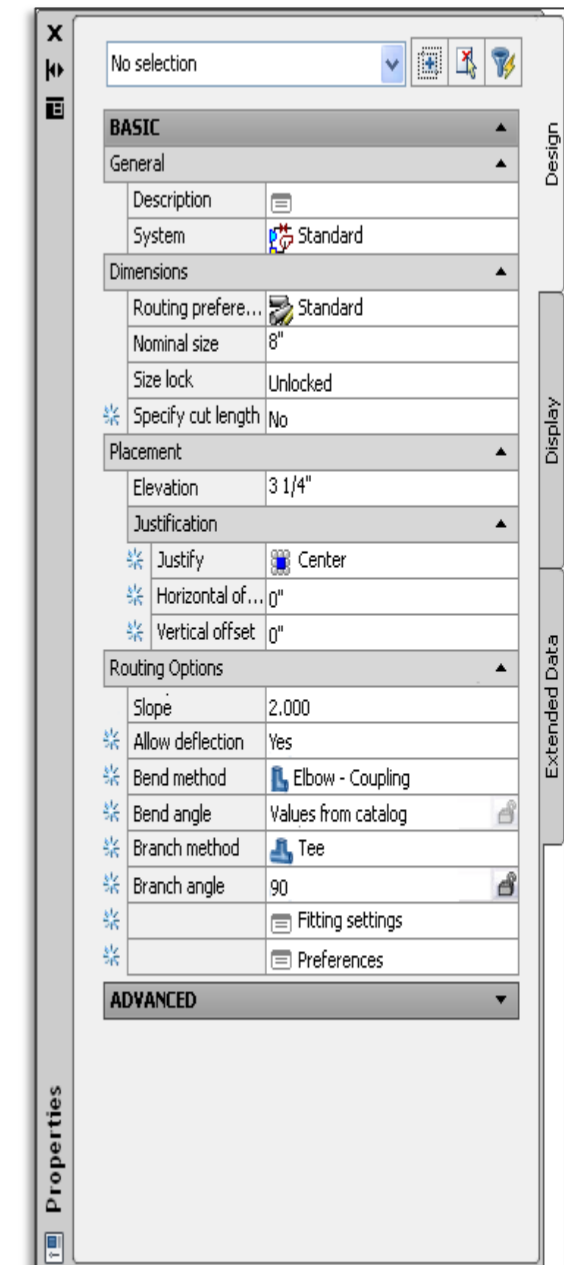 No selection
BASIC
General
Description
System Standard
Dimensions
Routing prefere... Standard
Nominal size 8"
Size lock Unlocked
Specify cut length No
Placement
Elevation 3 1/4"
Justification
Justify Center
Horizontal of... 0"
Vertical offset 0"
Routing Options
Slope 2.000
Allow deflection Yes
Bend method Elbow - Coupling
Bend angle Values from catalog
Branch method Tee
Branch angle 90
Fitting settings
Preferences
ADVANCED
Design
Display
Extended Data
Properties